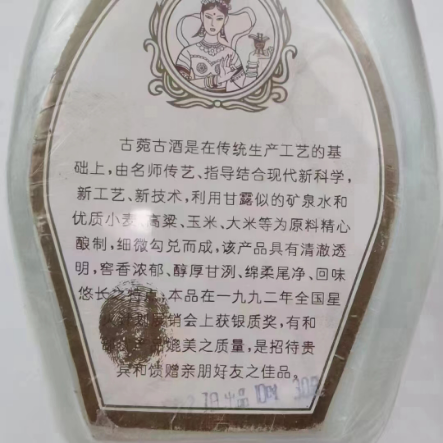 古菀古酒是在传统生产工艺的基
础上,由名师传艺、指导结合现代新科学,
新工艺、新技术,利用甘露似的矿泉水和
优质小麦、高粱、玉米、大米等为原料精心
酿制,细微勾兑而成,该产品具有清澈透
明,窖香浓郁、醇厚甘洌、绵柔尾净、回味
悠长之 本品在一九九二年全国星
销会上获银质奖,有和
媲美之质量,是招待贵
宾和馈赠亲朋好友之佳品。